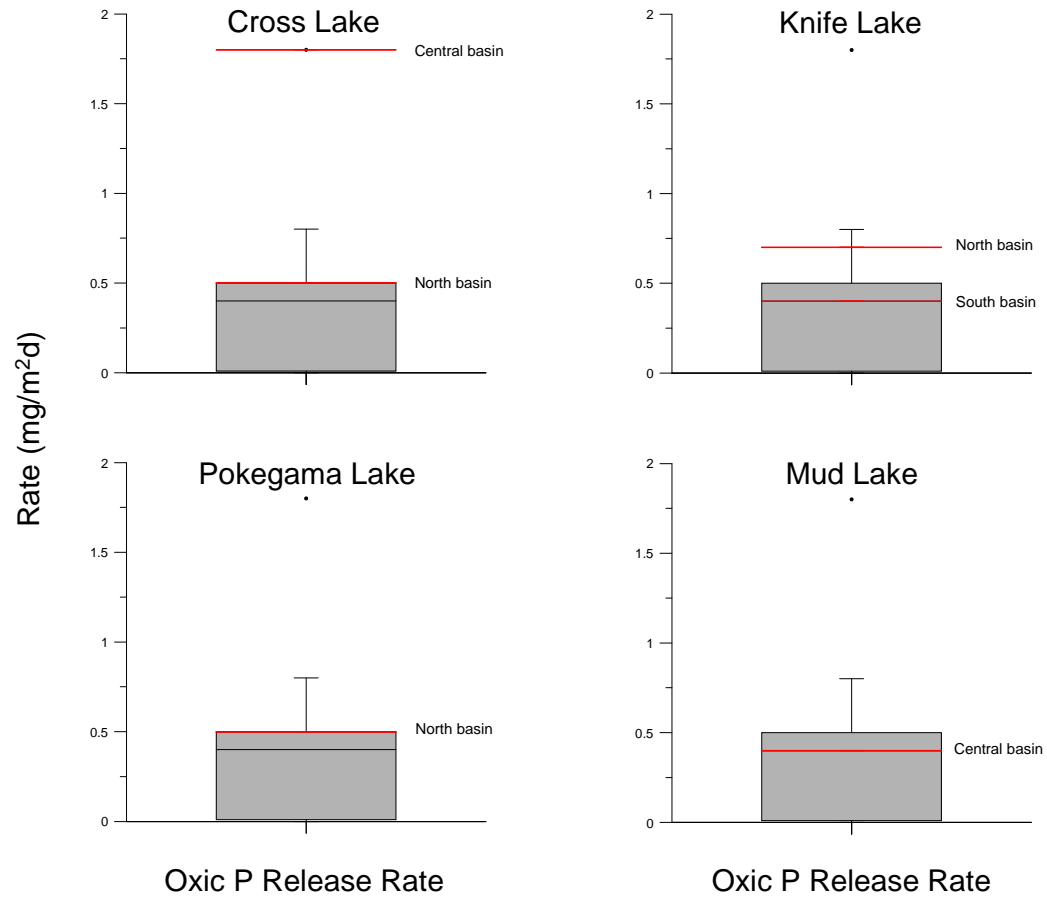 Cross Lake
2
1.5
1
0.5
0
Central basin
North basin
Knife Lake
2
1.5
1
0.5
0
North basin
South basin
Rate (mg/m²d)
Pokegama Lake
2
1.5
1
0.5
0
North basin
Mud Lake
2
1.5
1
0.5
0
Central basin
Oxic P Release Rate
Oxic P Release Rate